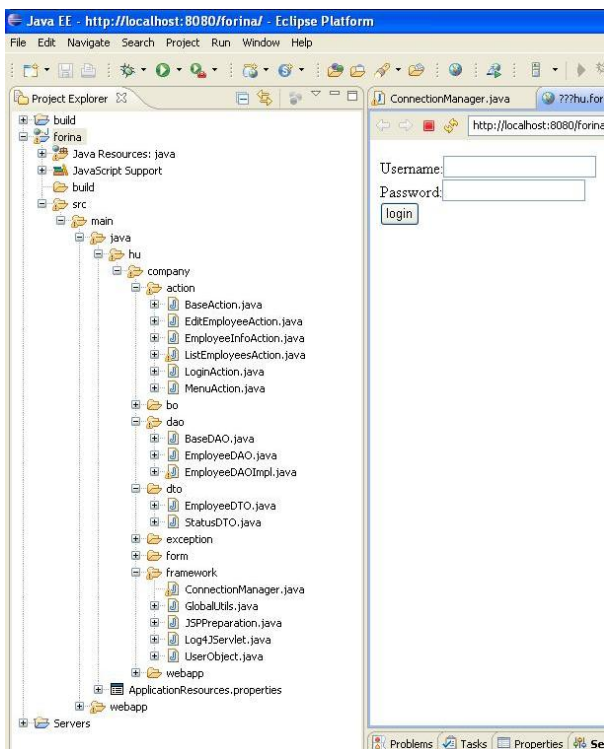 Java EE - http://localhost:8080/forina/ - Eclipse Platform
File Edit Navigate Search Project Run Window Help
Project Explorer
build
forina
Java Resources: java
JavaScript Support
build
src
main
java
hu
company
action
BaseAction.java
EditEmployeeAction.java
EmployeeInfoAction.java
ListEmployeesAction.java
LoginAction.java
MenuAction.java
bo
dao
BaseDAO.java
EmployeeDAO.java
EmployeeDAOImpl.java
dto
EmployeeDTO.java
StatusDTO.java
exception
form
framework
ConnectionManager.java
GlobalUtils.java
JSPPreparation.java
Log4JServlet.java
UserObject.java
webapp
ApplicationResources.properties
webapp
Servers
ConnectionManager.java ???hu.for
http://localhost:8080/forina
Username:
Password:
login
Problems Tasks Properties Se